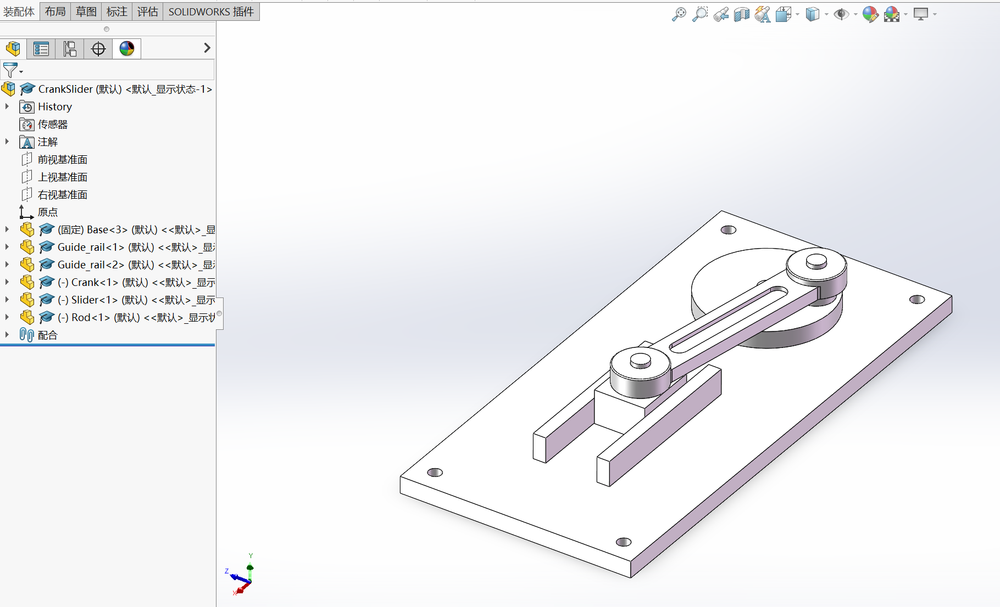 装配体 布局 草图 标注 评估 SOLIDWORKS 插件
CrankSlider (默认) <默认_显示状态-1>
History
传感器
注解
前视基准面
上视基准面
右视基准面
原点
(固定) Base<3> (默认) <<默认>_显
Guide_rail<1> (默认) <<默认>_显
Guide_rail<2> (默认) <<默认>_显
(-) Crank<1> (默认) <<默认>_显示
(-) Slider<1> (默认) <<默认>_显示
(-) Rod<1> (默认) <<默认>_显示状
配合
Y
Z
X